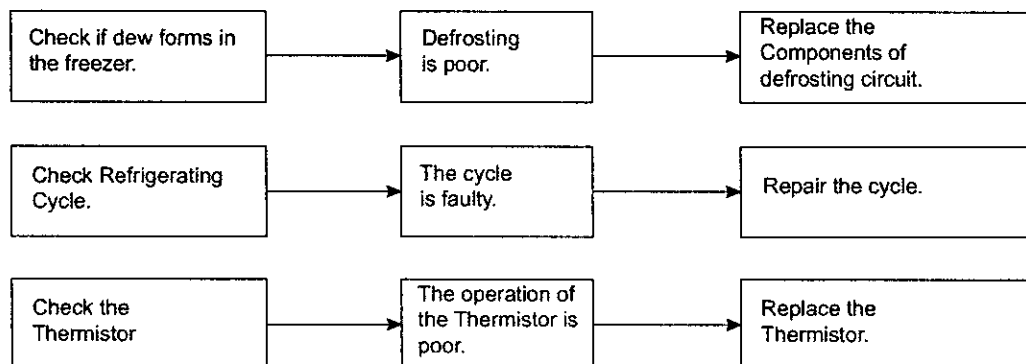 Check if dew forms in
the freezer.
Defrosting
is poor.
Replace the
Components of
defrosting circuit.
Check Refrigerating
Cycle.
The cycle
is faulty.
Repair the cycle.
Check the
Thermistor
The operation of
the Thermistor is
poor.
Replace the
Thermistor.